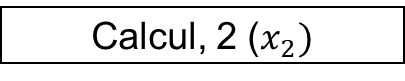 Calcul, 2 (𝑥₂)